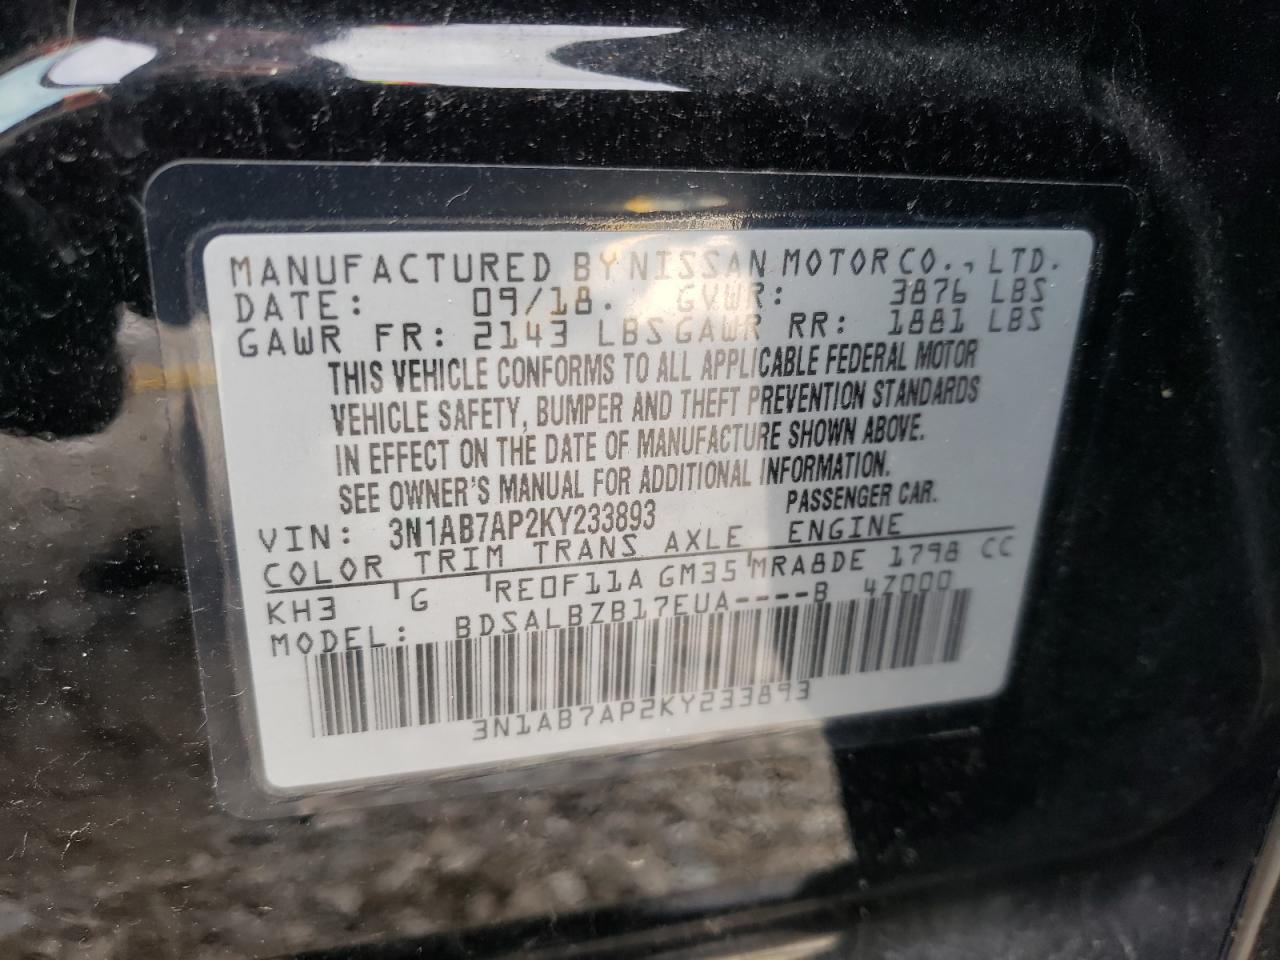 MANUFACTURED BY NISSAN MOTOR CO., LTD.
DATE: 09/18. GVWR: 3876 LBS
GAWR FR: 2143 LBS GAWR RR: 1881 LBS
THIS VEHICLE CONFORMS TO ALL APPLICABLE FEDERAL MOTOR
VEHICLE SAFETY, BUMPER AND THEFT PREVENTION STANDARDS
IN EFFECT ON THE DATE OF MANUFACTURE SHOWN ABOVE.
SEE OWNER'S MANUAL FOR ADDITIONAL INFORMATION.
VIN: 3N1AB7AP2KY233893 PASSENGER CAR.
COLOR TRIM TRANS AXLE ENGINE
KH3 G RE0F11A GM35 MRA8DE 1798 CC
MODEL: BDSALBZB17EUA----B 4Z000
3N1AB7AP2KY233893